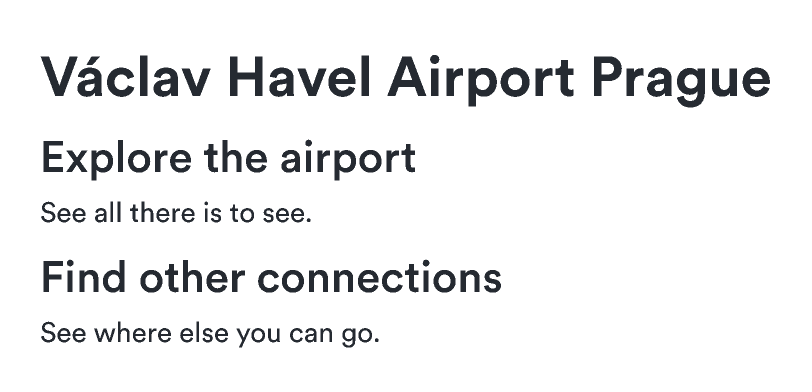 Václav Havel Airport Prague
Explore the airport
See all there is to see.
Find other connections
See where else you can go.